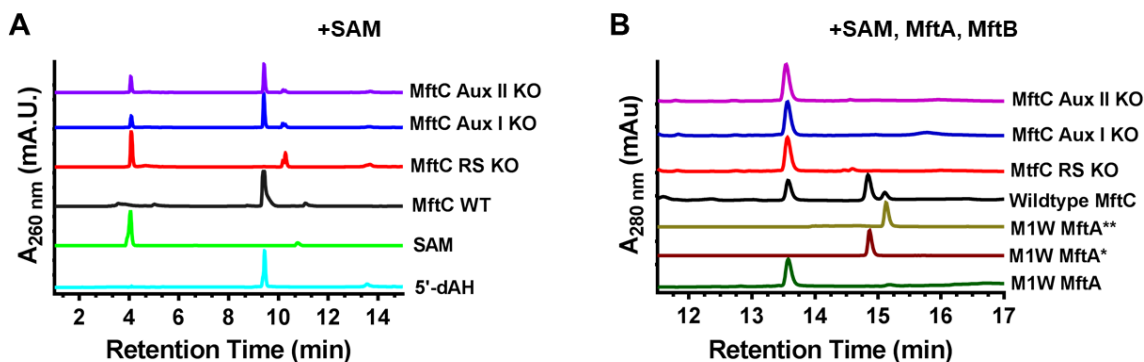 A
+SAM
MftC Aux II KO
MftC Aux I KO
MftC RS KO
MftC WT
SAM
5'-dAH
A260 nm (mA.U.)
2 4 6 8 10 12 14
Retention Time (min)
B
+SAM, MftA, MftB
MftC Aux II KO
MftC Aux I KO
MtfC RS KO
Wildtype MftC
M1W MftA**
M1W MftA*
M1W MftA
A280 nm (mAu)
12 13 14 15 16 17
Retention Time (min)